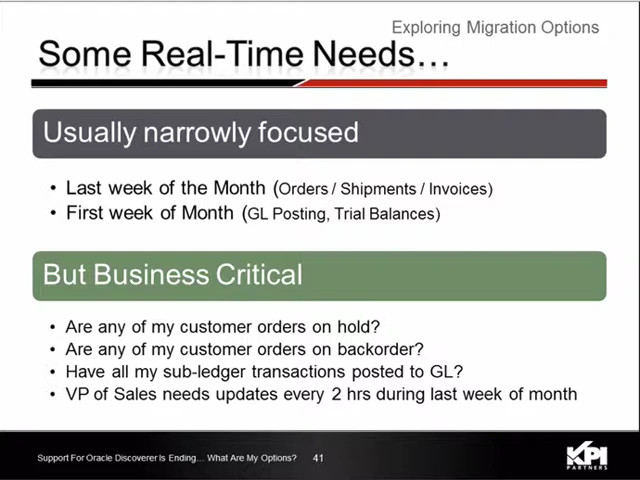 Exploring Migration Options
Some Real-Time Needs…
Usually narrowly focused
• Last week of the Month (Orders / Shipments / Invoices)
• First week of Month (GL Posting, Trial Balances)
But Business Critical
• Are any of my customer orders on hold?
• Are any of my customer orders on backorder?
• Have all my sub-ledger transactions posted to GL?
• VP of Sales needs updates every 2 hrs during last week of month
Support For Oracle Discoverer Is Ending… What Are My Options? 41
KPI
PARTNERS